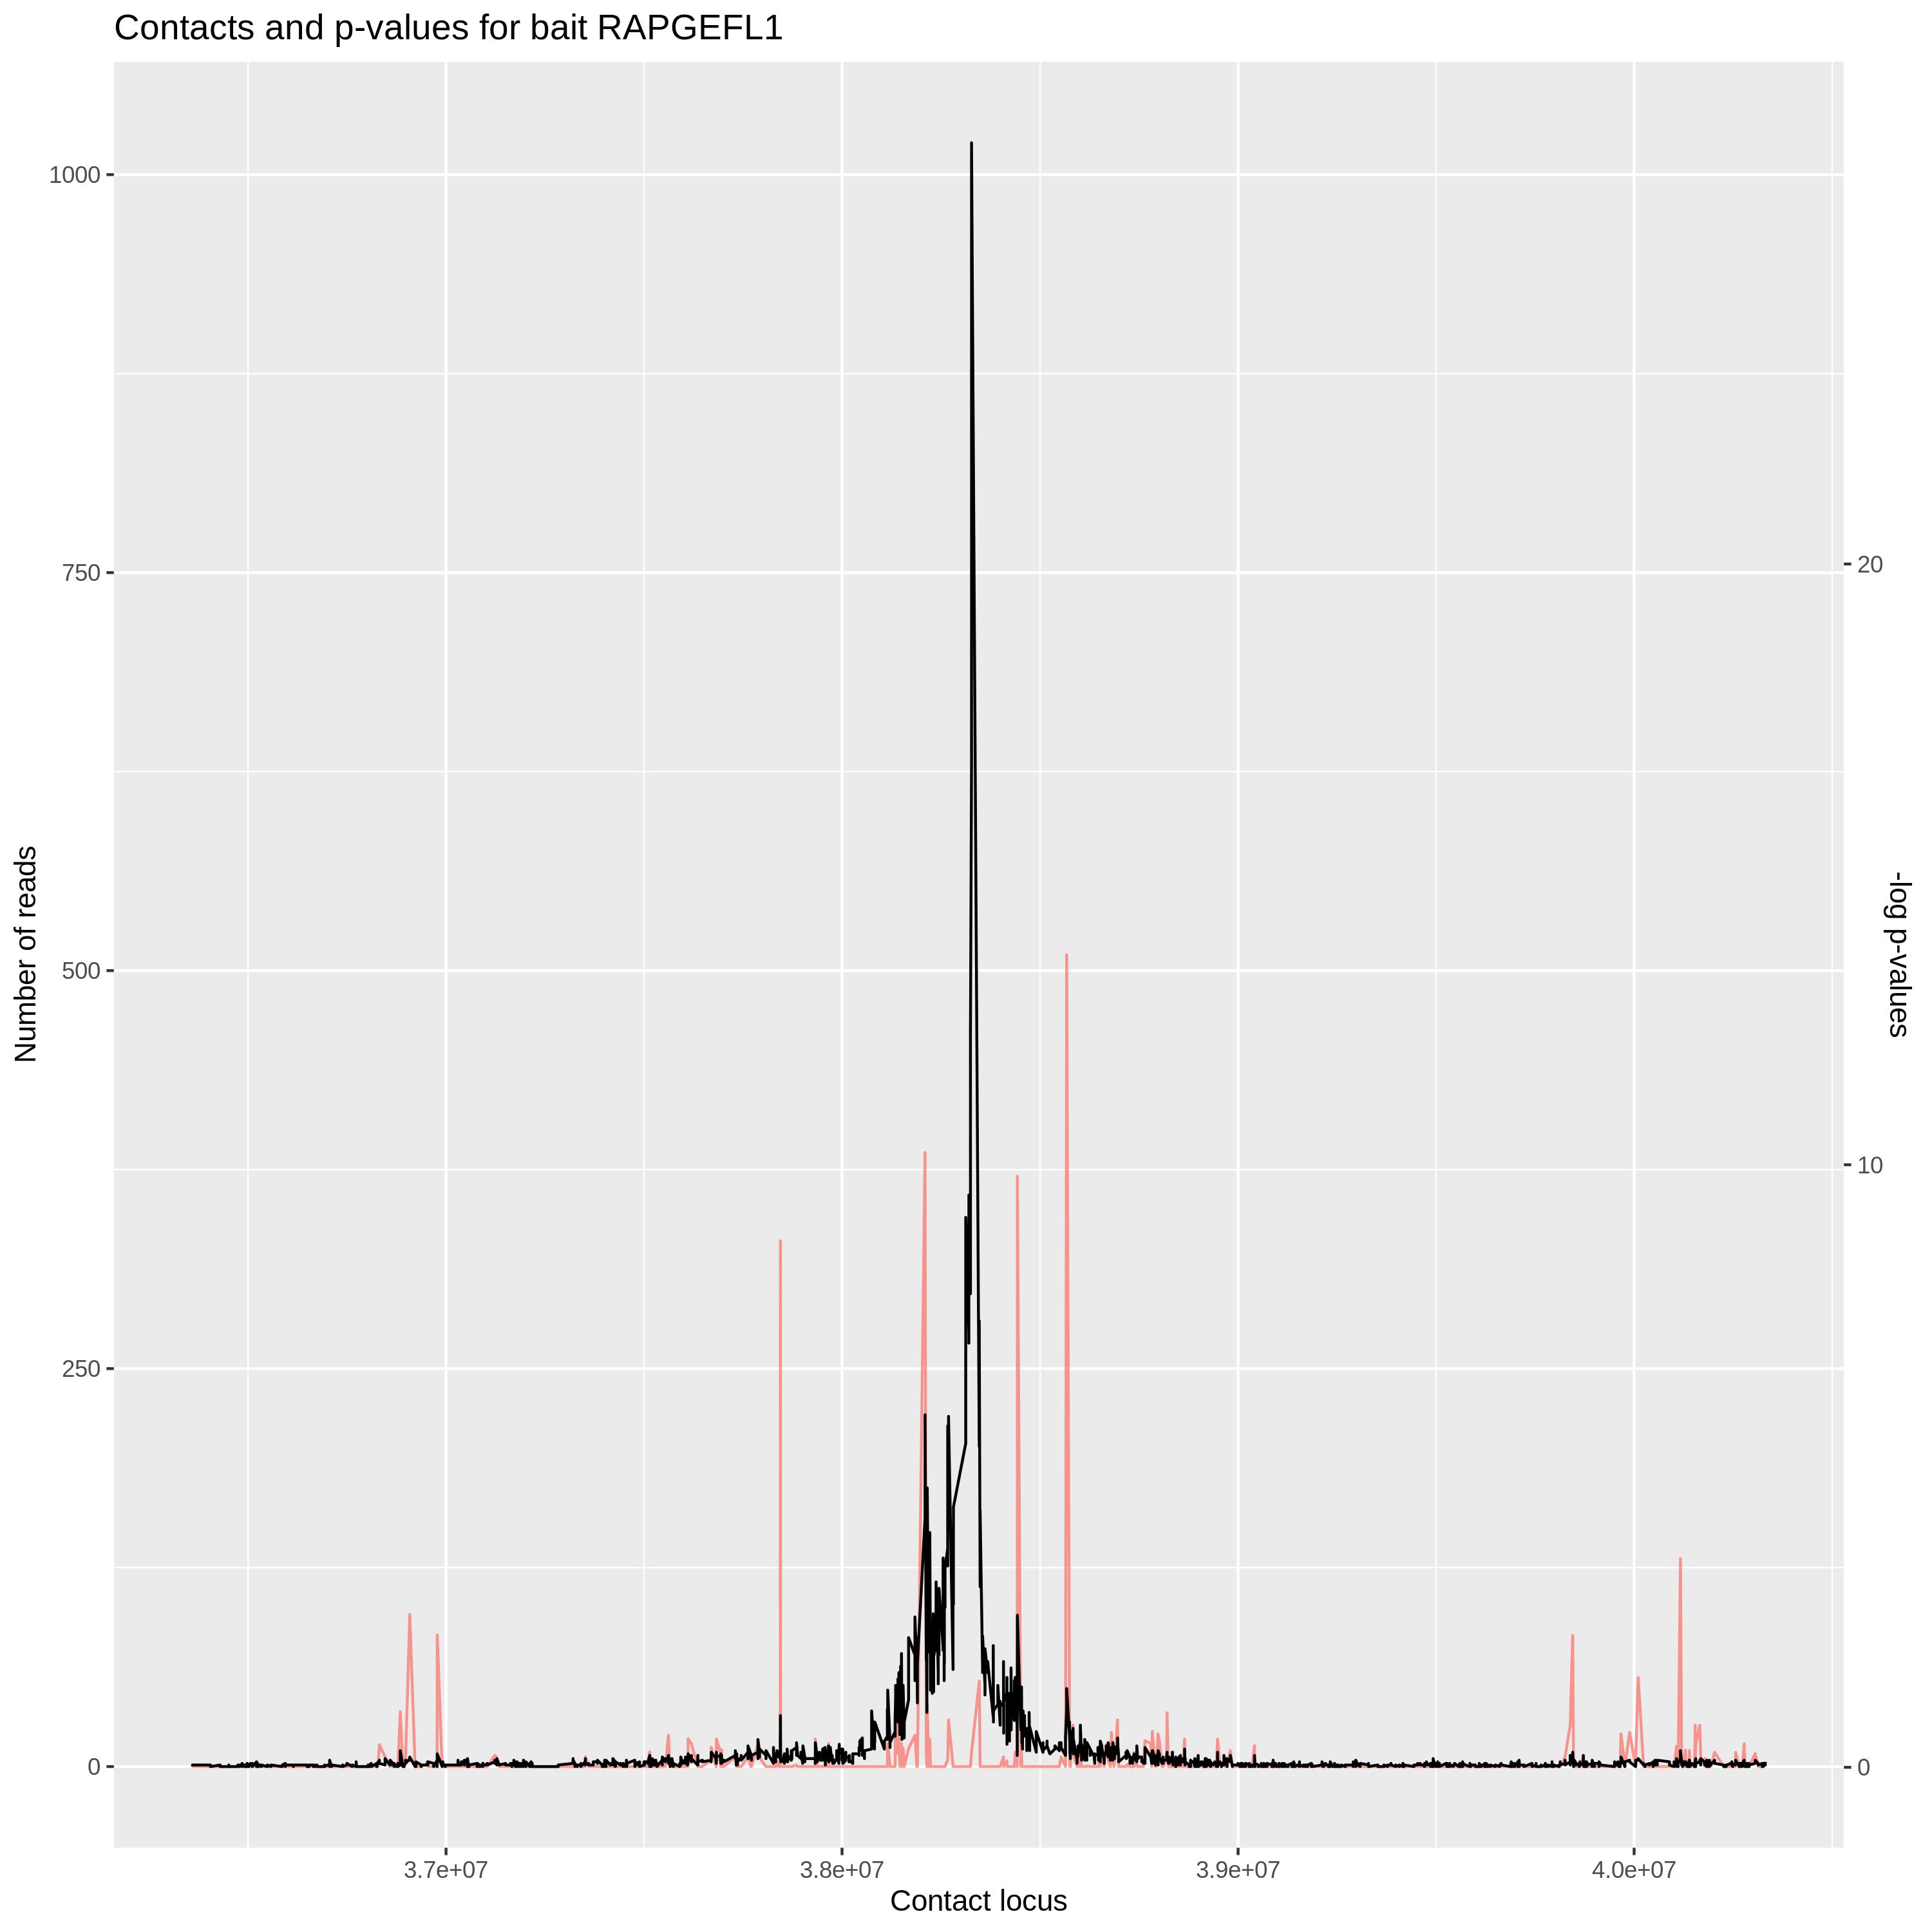 Contacts and p-values for bait RAPGEFL1
1000
750
500
250
0
Number of reads
20
10
0
-log p-values
3.7e+07
3.8e+07
3.9e+07
4.0e+07
Contact locus